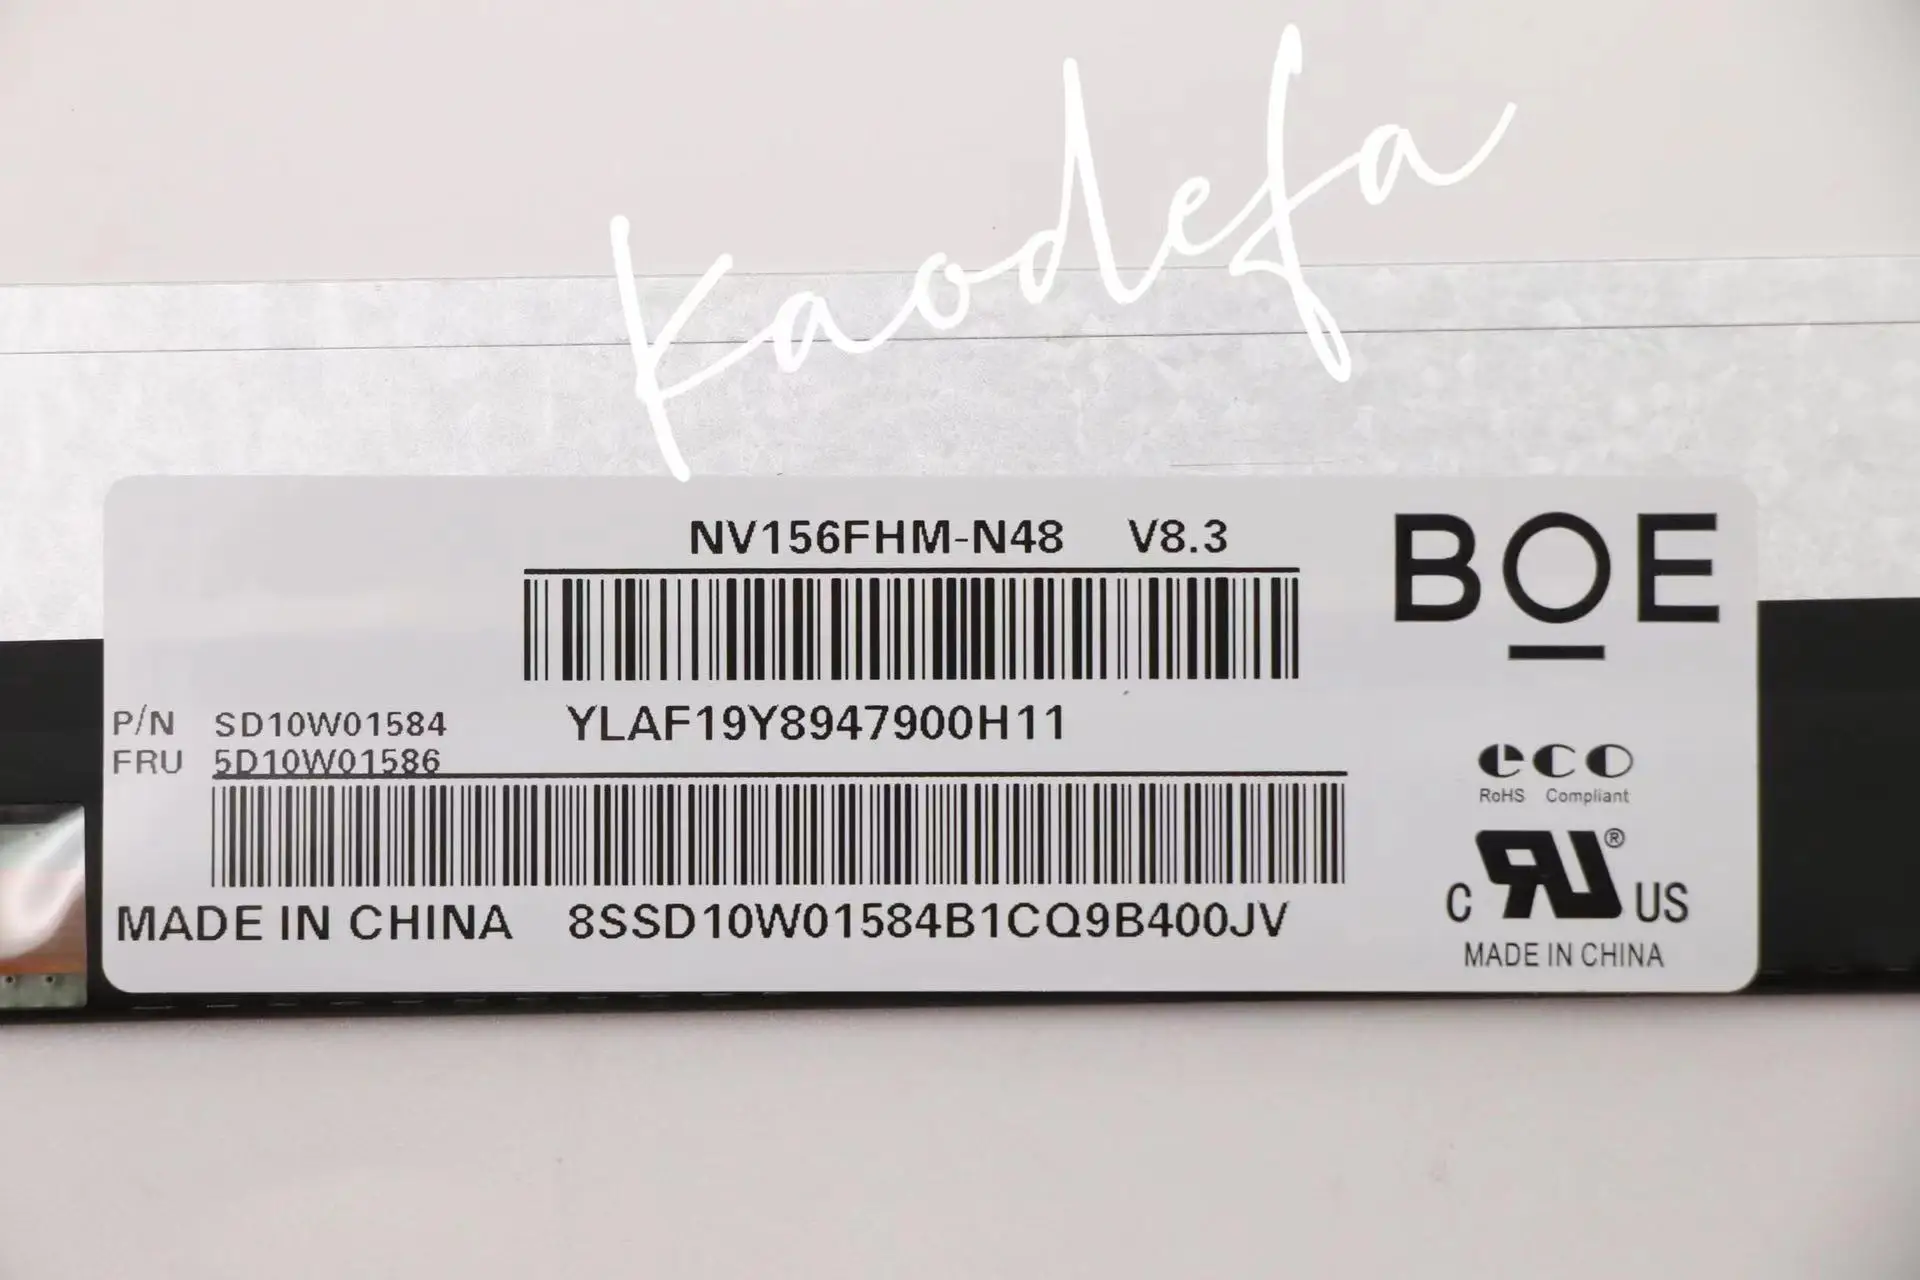 Kaodefa
NV156FHM-N48 V8.3
BOE
P/N SD10W01584
YLAF19Y8947900H11
FRU 5D10W01586
eco
RoHS Compliant
MADE IN CHINA 8SSD10W01584B1CQ9B400JV
C RU ® US
MADE IN CHINA